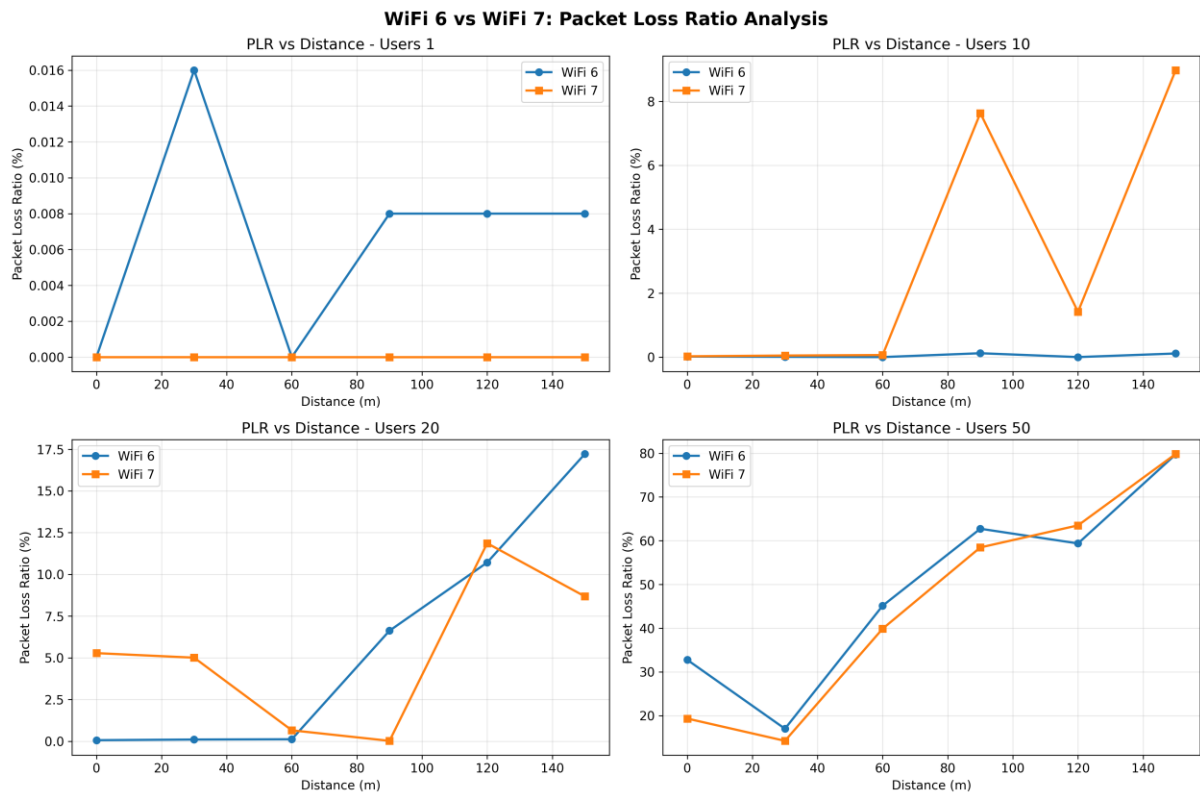 WiFi 6 vs WiFi 7: Packet Loss Ratio Analysis
PLR vs Distance - Users 1
Packet Loss Ratio (%)
0.016
0.014
0.012
0.010
0.008
0.006
0.004
0.002
0.000
WiFi 6
WiFi 7
0 20 40 60 80 100 120 140
Distance (m)
PLR vs Distance - Users 10
Packet Loss Ratio (%)
8
6
4
2
0
WiFi 6
WiFi 7
0 20 40 60 80 100 120 140
Distance (m)
PLR vs Distance - Users 20
Packet Loss Ratio (%)
17.5
15.0
12.5
10.0
7.5
5.0
2.5
0.0
WiFi 6
WiFi 7
0 20 40 60 80 100 120 140
Distance (m)
PLR vs Distance - Users 50
Packet Loss Ratio (%)
80
70
60
50
40
30
20
WiFi 6
WiFi 7
0 20 40 60 80 100 120 140
Distance (m)